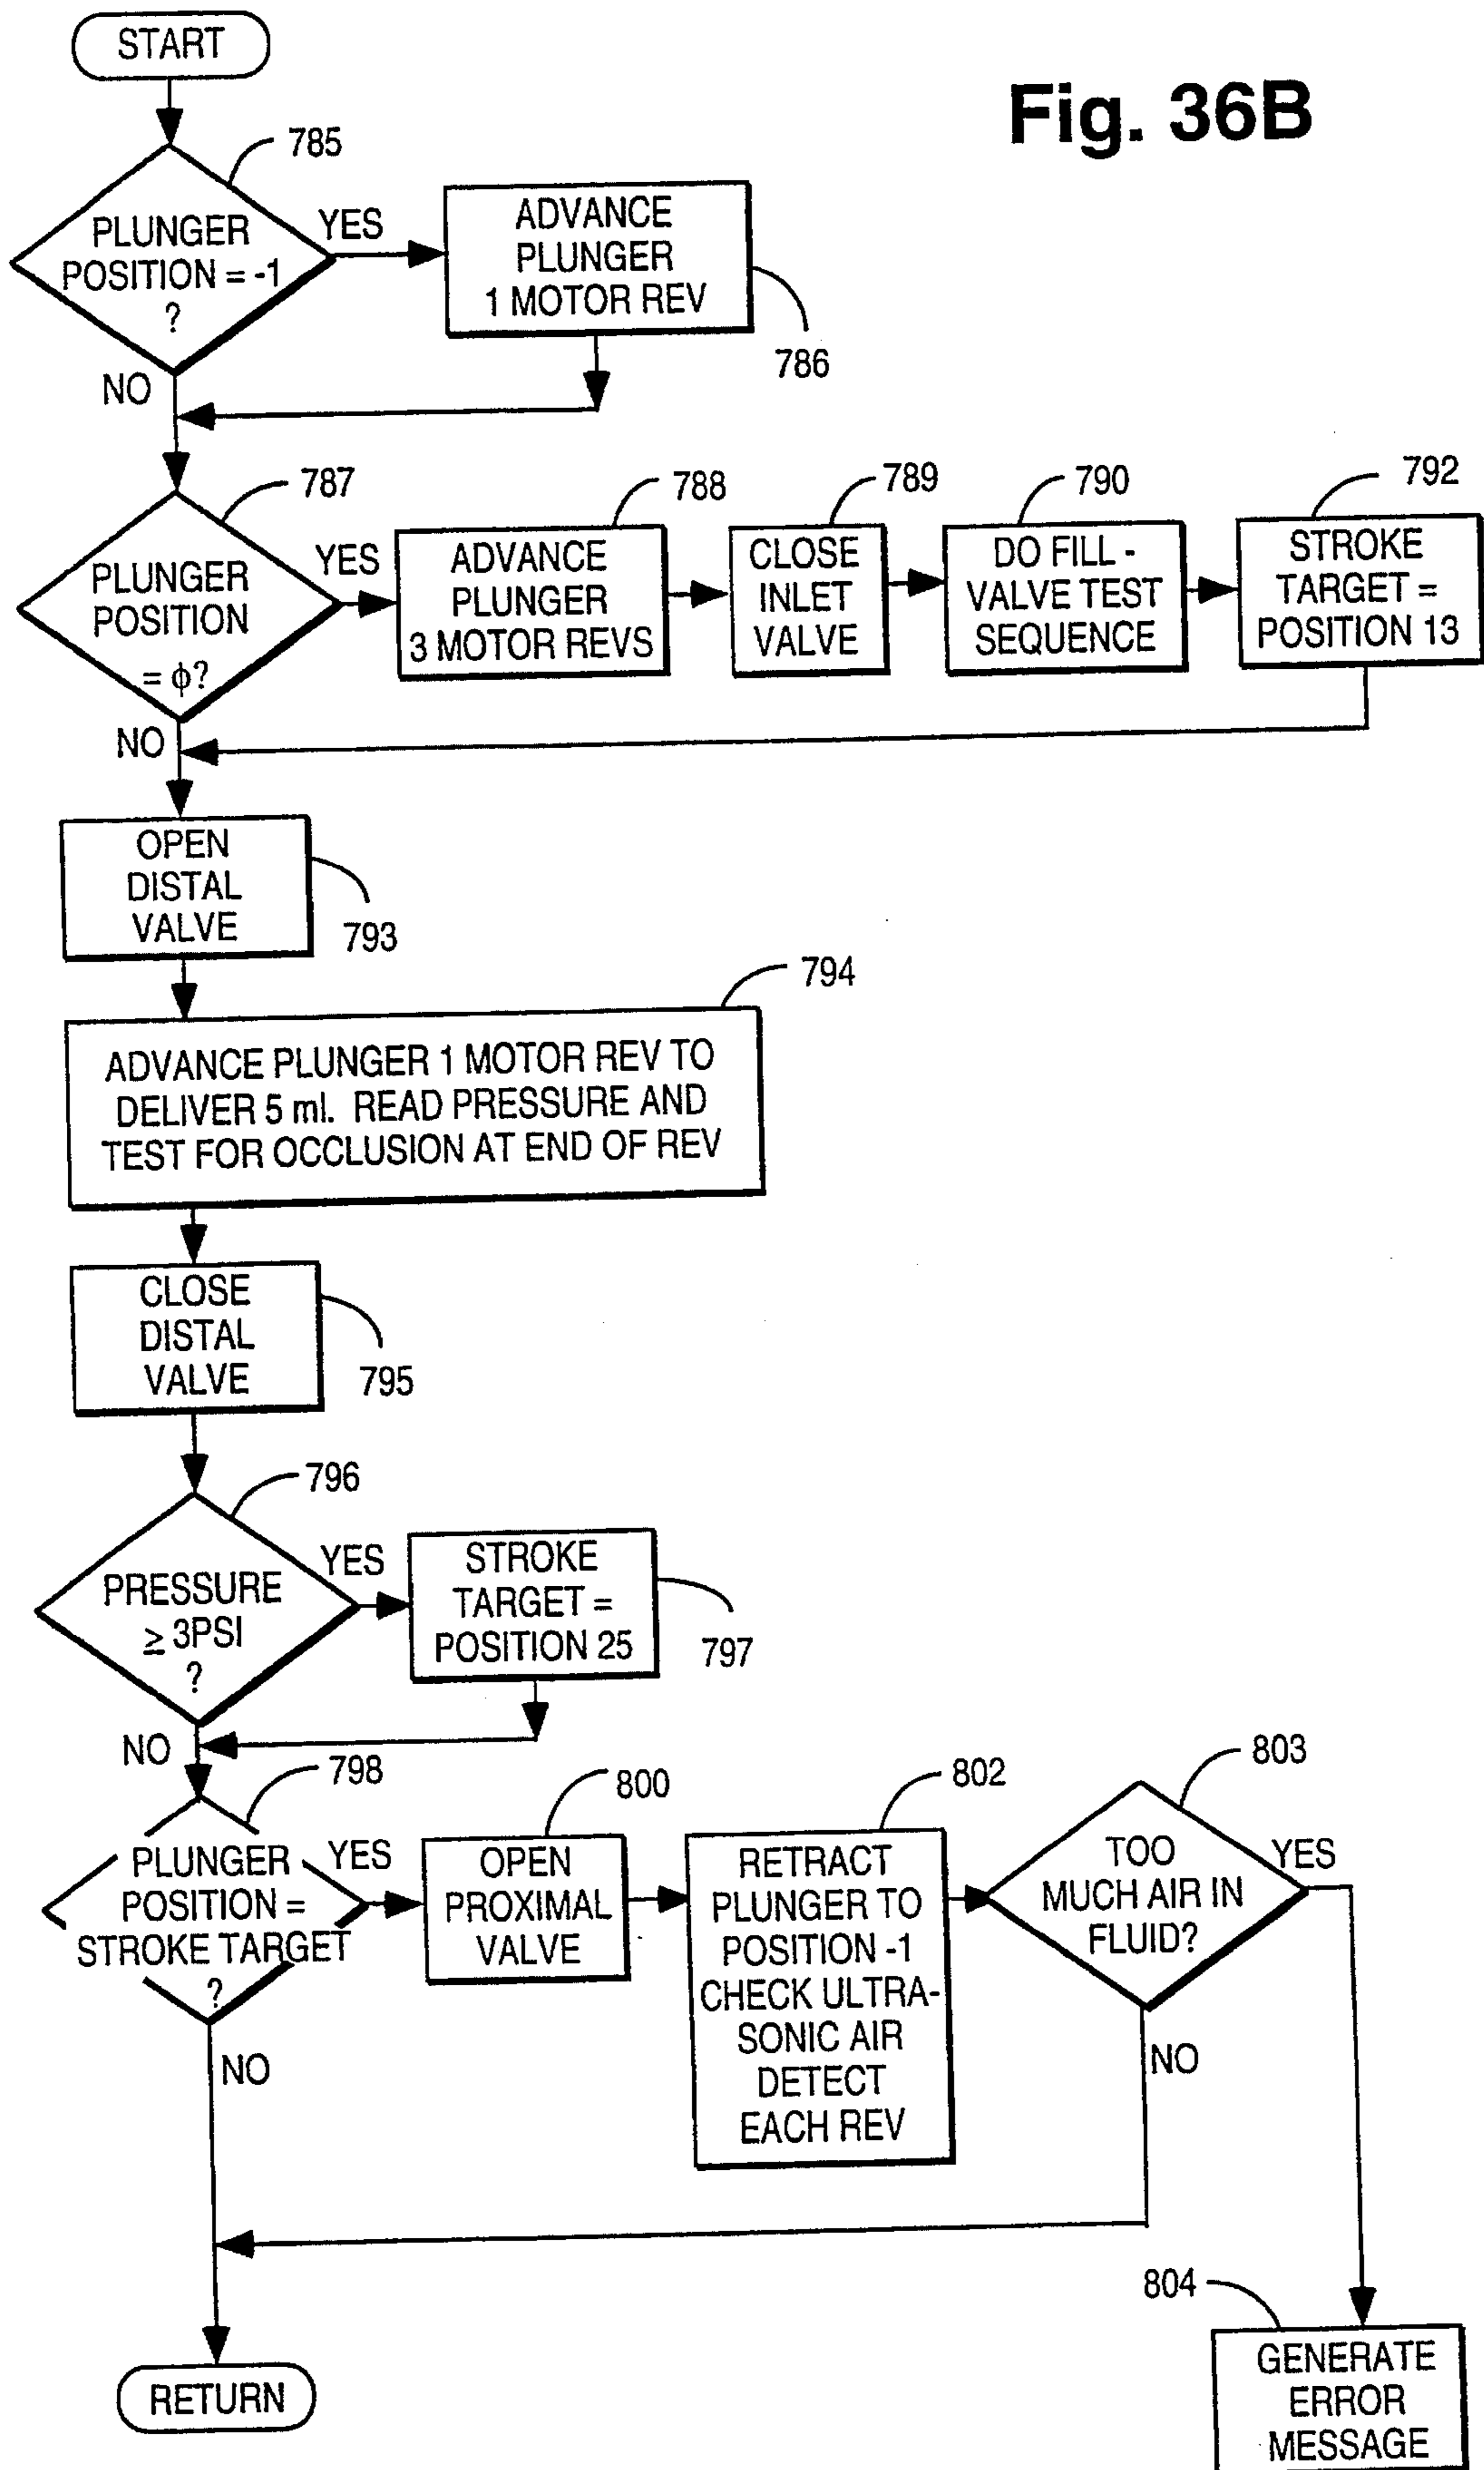 START
Fig. 36B
785
PLUNGER
POSITION = -1
?
YES
ADVANCE
PLUNGER
1 MOTOR REV
786
NO
787
PLUNGER
POSITION
= ϕ?
YES
788
ADVANCE
PLUNGER
3 MOTOR REVS
789
CLOSE
INLET
VALVE
790
DO FILL -
VALVE TEST
SEQUENCE
792
STROKE
TARGET =
POSITION 13
NO
OPEN
DISTAL
VALVE
793
794
ADVANCE PLUNGER 1 MOTOR REV TO
DELIVER 5 ml. READ PRESSURE AND
TEST FOR OCCLUSION AT END OF REV
CLOSE
DISTAL
VALVE
795
796
PRESSURE
≥ 3PSI
?
YES
STROKE
TARGET =
POSITION 25
797
NO
798
PLUNGER
POSITION =
STROKE TARGET
?
YES
800
OPEN
PROXIMAL
VALVE
802
RETRACT
PLUNGER TO
POSITION -1
CHECK ULTRA-
SONIC AIR
DETECT
EACH REV
803
TOO
MUCH AIR IN
FLUID?
YES
NO
NO
804
GENERATE
ERROR
MESSAGE
RETURN